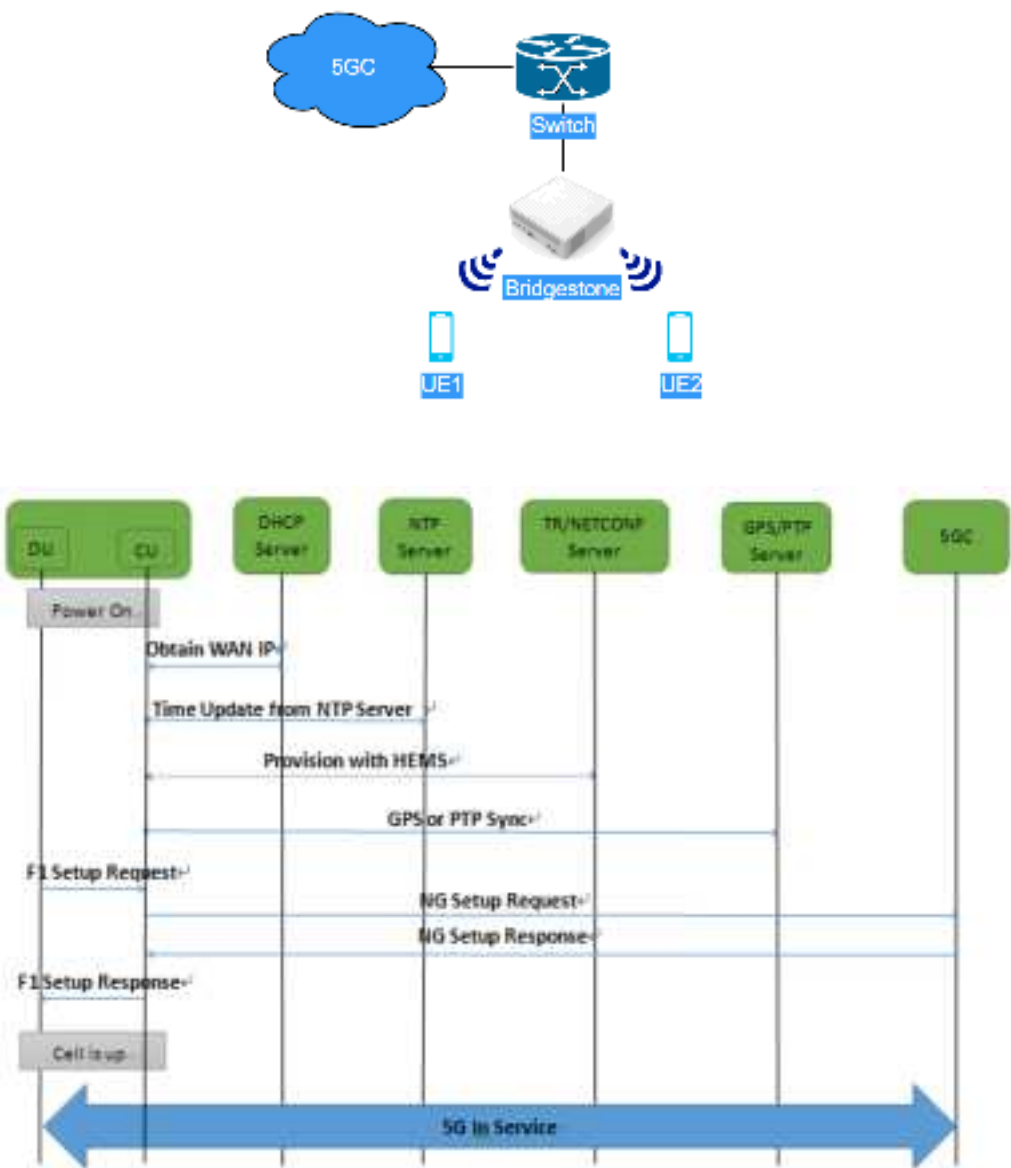 5GC
Switch
Bridgestone
UE1
UE2
DU
CU
DHCP
Server
NTP
Server
TR/NETCONF
Server
GPS/PTP
Server
5GC
Power On
Obtain WAN IP
Time Update from NTP Server
Provision with HEMS
GPS or PTP Sync
F1 Setup Request
NG Setup Request
NG Setup Response
F1 Setup Response
Cell is up
5G In Service